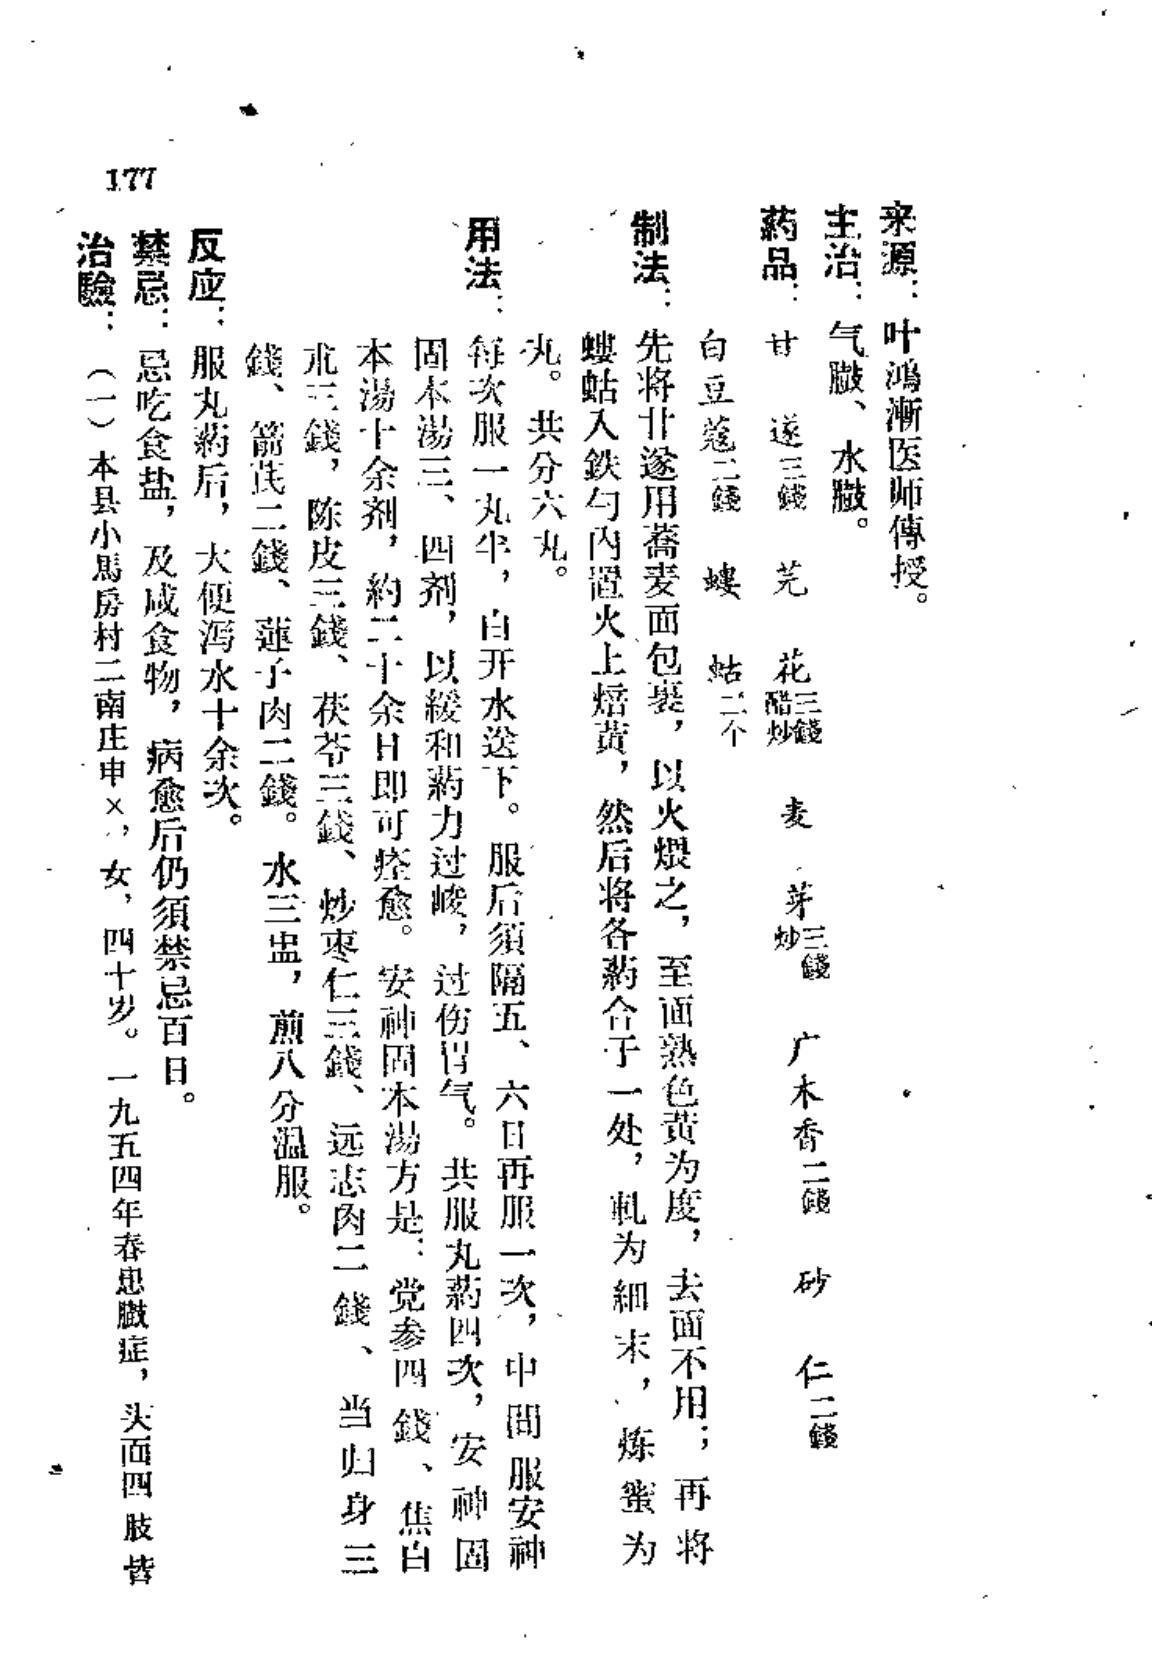 来源：叶鴻漸医师傳授。
主治：气臌、水臌。
药品：甘遂三錢 芫花三錢醋炒 麦芽三錢炒 广木香二錢 砂仁二錢
白豆蔻二錢 螻蛄二个
制法：先将甘遂用蕎麦面包裹，以火煨之，至面熟色黄为度，去面不用；再将
螻蛄入鉄勺内置火上焙黄，然后将各药合于一处，軋为細末，炼蜜为
丸。共分六丸。
用法：每次服一丸半，白开水送下。服后須隔五、六日再服一次，中間服安神
固本湯三、四剂，以緩和药力过峻，过伤胃气。共服丸药四次，安神固
本湯十余剂，約二十余日即可痊愈。安神固本湯方是：党参四錢、焦白
朮三錢，陈皮三錢、茯苓三錢、炒枣仁三錢、远志肉二錢、当归身三
錢、箭芪二錢、蓮子肉二錢。水三盅，煎八分温服。
反应：服丸药后，大便泻水十余次。
禁忌：忌吃食盐，及咸食物，病愈后仍須禁忌百日。
治驗：（一）本县小馬房村二南庄申×，女，四十岁。一九五四年春患臌症，头面四肢皆
177